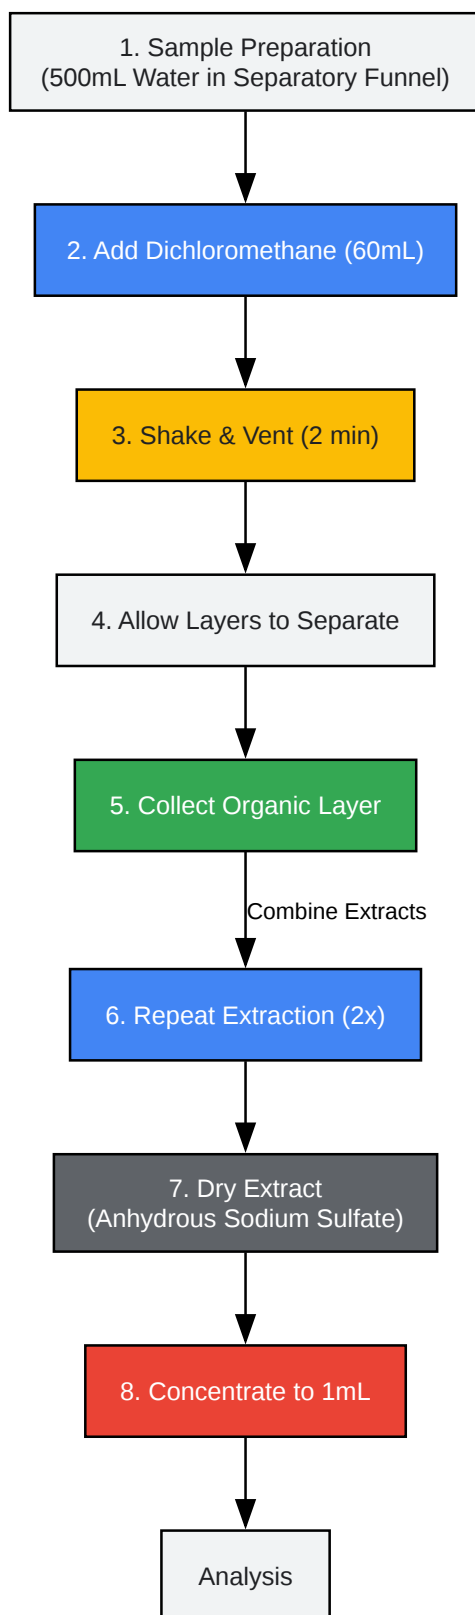 1. Sample Preparation
(500mL Water in Separatory Funnel)
2. Add Dichloromethane (60mL)
3. Shake & Vent (2 min)
4. Allow Layers to Separate
5. Collect Organic Layer
Combine Extracts
6. Repeat Extraction (2x)
7. Dry Extract
(Anhydrous Sodium Sulfate)
8. Concentrate to 1mL
Analysis